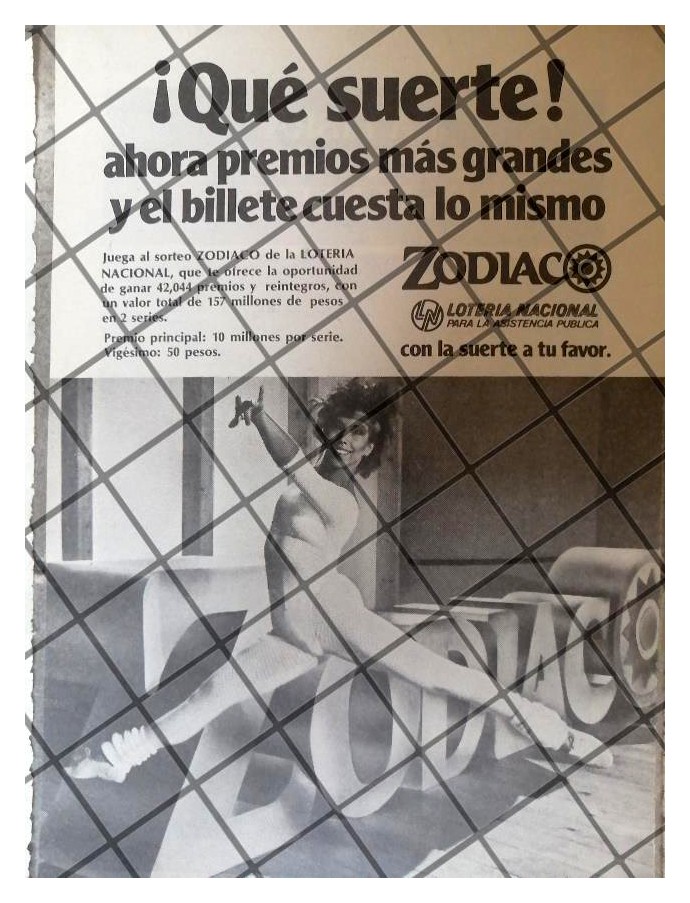 ¡Qué suerte!
ahora premios más grandes
y el billete cuesta lo mismo
Juega al sorteo ZODIACO de la LOTERIA
NACIONAL, que te ofrece la oportunidad
de ganar 42,044 premios y reintegros, con
un valor total de 157 millones de pesos
en 2 series.
Premio principal: 10 millones por serie.
Vigésimo: 50 pesos.
ZODIACO
LN LOTERIA NACIONAL
PARA LA ASISTENCIA PUBLICA
con la suerte a tu favor.
ZODIACO